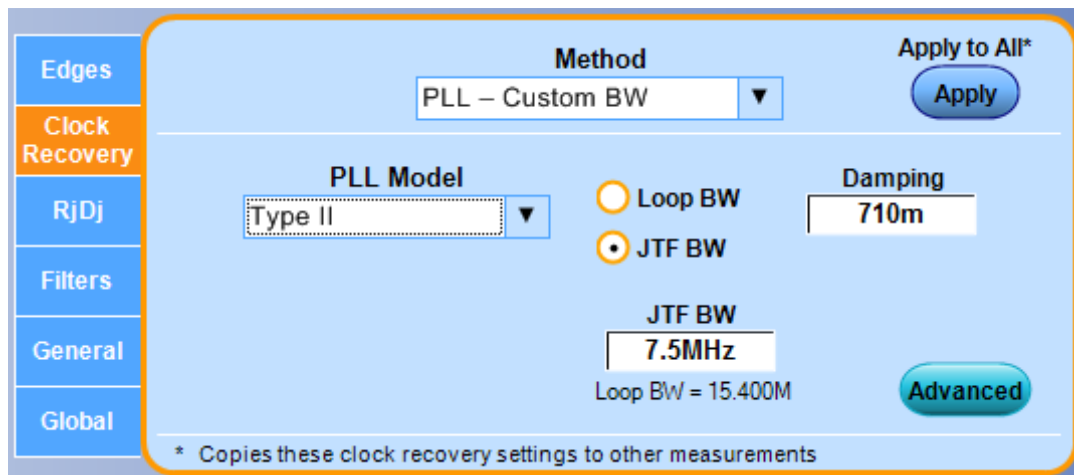 Edges
Clock
Recovery
RjDj
Filters
General
Global
Method
PLL – Custom BW
Apply to All*
Apply
PLL Model
Type II
Loop BW
JTF BW
Damping
710m
JTF BW
7.5MHz
Loop BW = 15.400M
Advanced
* Copies these clock recovery settings to other measurements